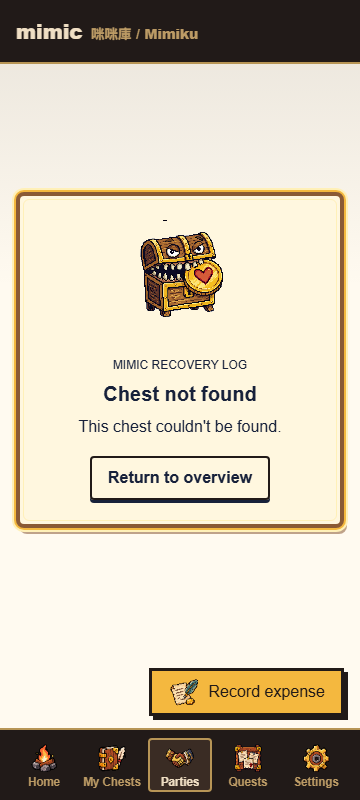 mimic 咪咪庫 / Mimiku
MIMIC RECOVERY LOG
Chest not found
This chest couldn't be found.
Return to overview
Record expense
Home
My Chests
Parties
Quests
Settings